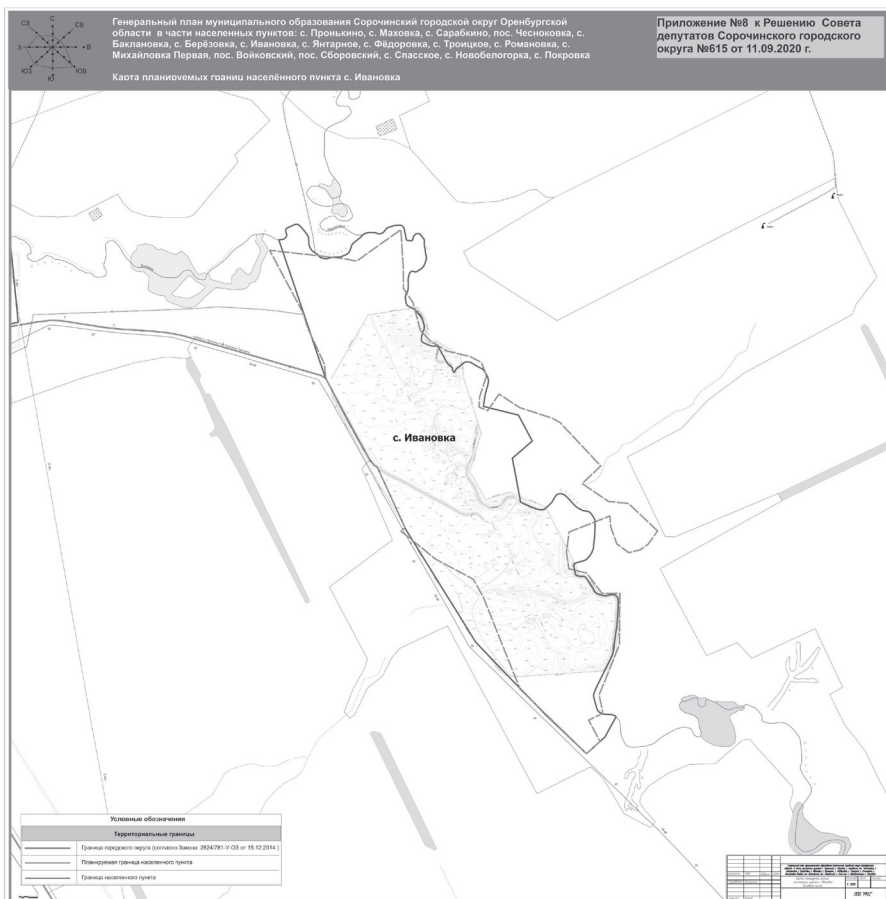 Генеральный план муниципального образования Сорочинский городской округ Оренбургской
области в части населенных пунктов: с. Пронькино, с. Маховка, с. Сарабкино, пос. Чесноковка, с.
Баклановка, с. Берёзовка, с. Ивановка, с. Янтарное, с. Фёдоровка, с. Троицкое, с. Романовка, с.
Михайловка Первая, пос. Войковский, пос. Сборовский, с. Спасское, с. Новобелогорка, с. Покровка
Карта планируемых границ населённого пункта с. Ивановка
Приложение №8 к Решению Совета
депутатов Сорочинского городского
округа №615 от 11.09.2020 г.
С
СЗ
СВ
З
В
ЮЗ
ЮВ
Ю
с. Ивановка
Условные обозначения
Территориальные границы
Граница городского округа (согласно Закона 2824/781-V-ОЗ от 15.12.2014 )
Планируемая граница населенного пункта
Граница населенного пункта